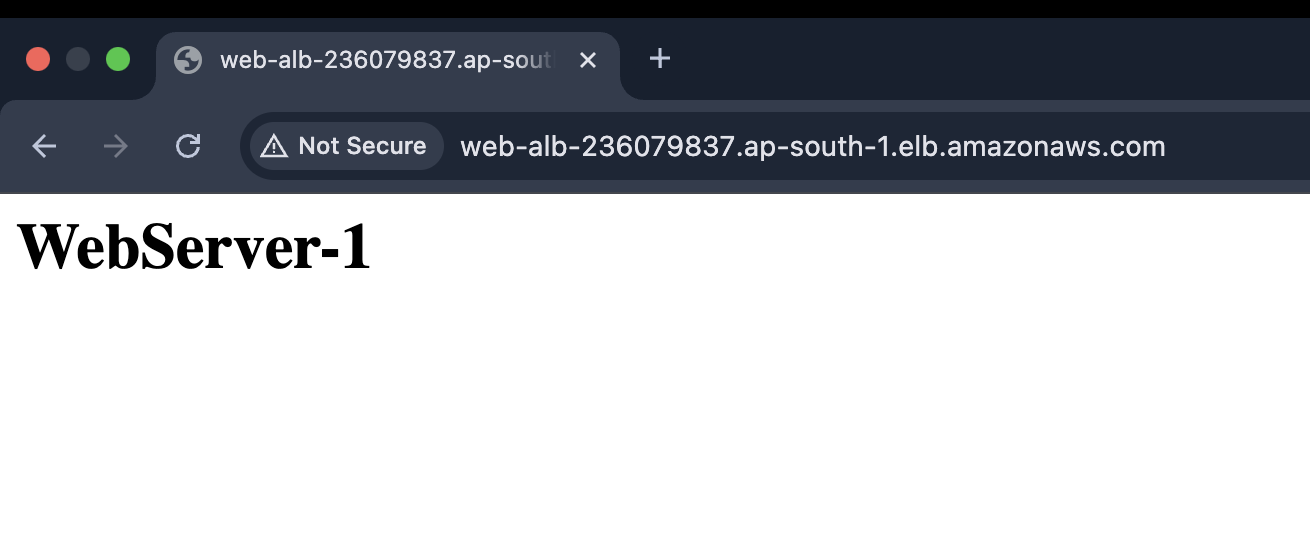 web-alb-236079837.ap-sout
Not Secure
web-alb-236079837.ap-south-1.elb.amazonaws.com
WebServer-1